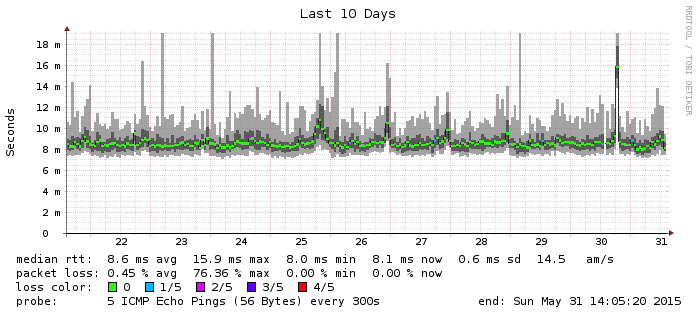 Last 10 Days
RRDTOOL / TOBI OETIKER
Seconds
18 m
16 m
14 m
12 m
10 m
8 m
6 m
4 m
2 m
0
22 23 24 25 26 27 28 29 30 31
median rtt: 8.6 ms avg 15.9 ms max 8.0 ms min 8.1 ms now 0.6 ms sd 14.5 am/s
packet loss: 0.45 % avg 76.36 % max 0.00 % min 0.00 % now
loss color: 0 1/5 2/5 3/5 4/5
probe: 5 ICMP Echo Pings (56 Bytes) every 300s end: Sun May 31 14:05:20 2015